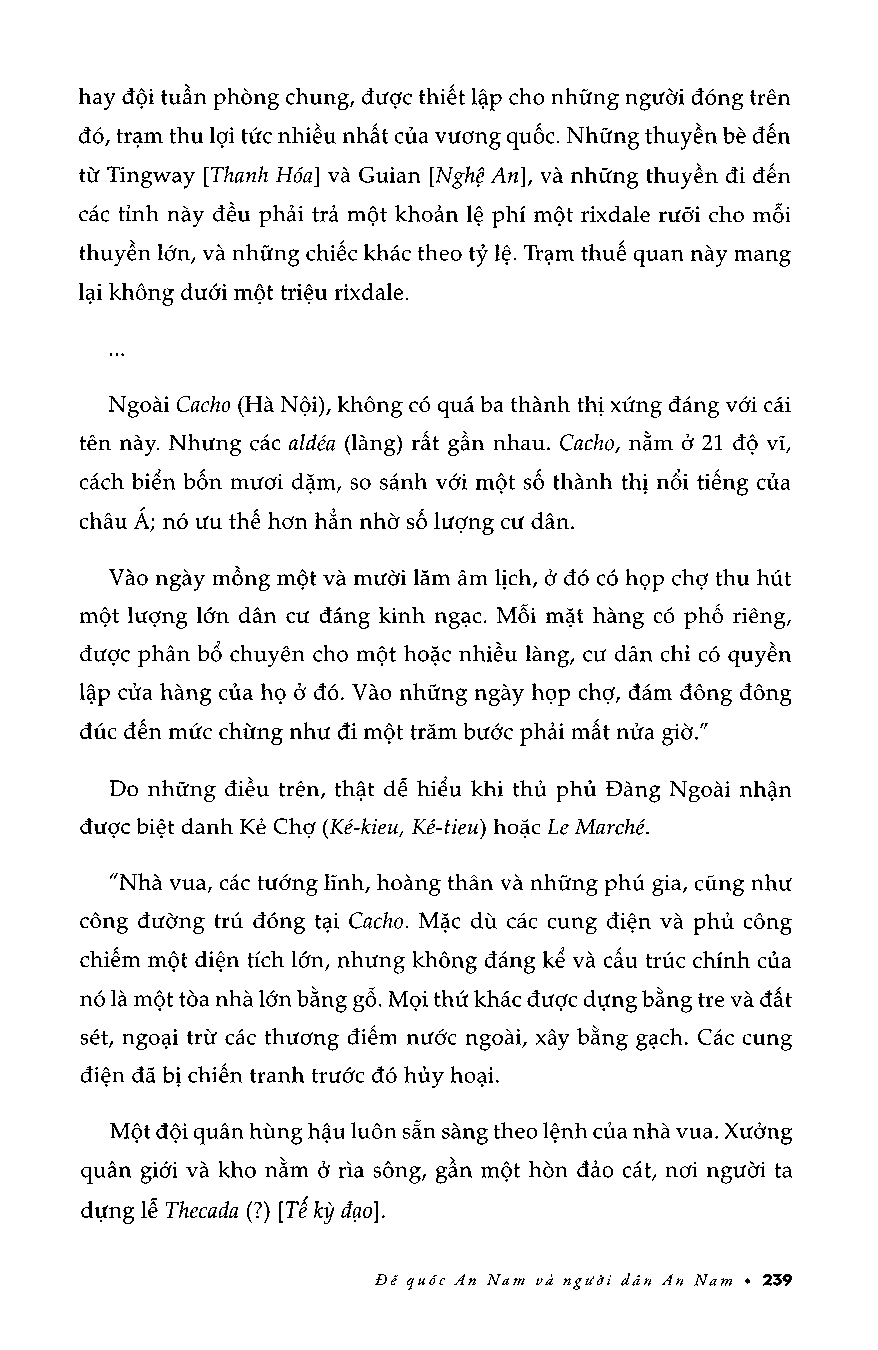 hay đội tuần phòng chung, được thiết lập cho những người đóng trên
đó, trạm thu lợi tức nhiều nhất của vương quốc. Những thuyền bè đến
từ Tingway [Thanh Hóa] và Guian [Nghệ An], và những thuyền đi đến
các tỉnh này đều phải trả một khoản lệ phí một rixdale rưỡi cho mỗi
thuyền lớn, và những chiếc khác theo tỷ lệ. Trạm thuế quan này mang
lại không dưới một triệu rixdale.
...
Ngoài Cacho (Hà Nội), không có quá ba thành thị xứng đáng với cái
tên này. Nhưng các aldéa (làng) rất gần nhau. Cacho, nằm ở 21 độ vĩ,
cách biển bốn mươi dặm, so sánh với một số thành thị nổi tiếng của
châu Á; nó ưu thế hơn hẳn nhờ số lượng cư dân.
Vào ngày mồng một và mười lăm âm lịch, ở đó có họp chợ thu hút
một lượng lớn dân cư đáng kinh ngạc. Mỗi mặt hàng có phố riêng,
được phân bổ chuyên cho một hoặc nhiều làng, cư dân chỉ có quyền
lập cửa hàng của họ ở đó. Vào những ngày họp chợ, đám đông đông
đúc đến mức chừng như đi một trăm bước phải mất nửa giờ.”
Do những điều trên, thật dễ hiểu khi thủ phủ Đàng Ngoài nhận
được biệt danh Kẻ Chợ (Ké-kieu, Ké-tieu) hoặc Le Marché.
“Nhà vua, các tướng lĩnh, hoàng thân và những phú gia, cũng như
công đường trú đóng tại Cacho. Mặc dù các cung điện và phủ công
chiếm một diện tích lớn, nhưng không đáng kể và cấu trúc chính của
nó là một tòa nhà lớn bằng gỗ. Mọi thứ khác được dựng bằng tre và đất
sét, ngoại trừ các thương điếm nước ngoài, xây bằng gạch. Các cung
điện đã bị chiến tranh trước đó hủy hoại.
Một đội quân hùng hậu luôn sẵn sàng theo lệnh của nhà vua. Xưởng
quân giới và kho nằm ở rìa sông, gần một hòn đảo cát, nơi người ta
dựng lễ Thecada (?) [Tế kỳ đạo].
Đế quốc An Nam và người dân An Nam • 239